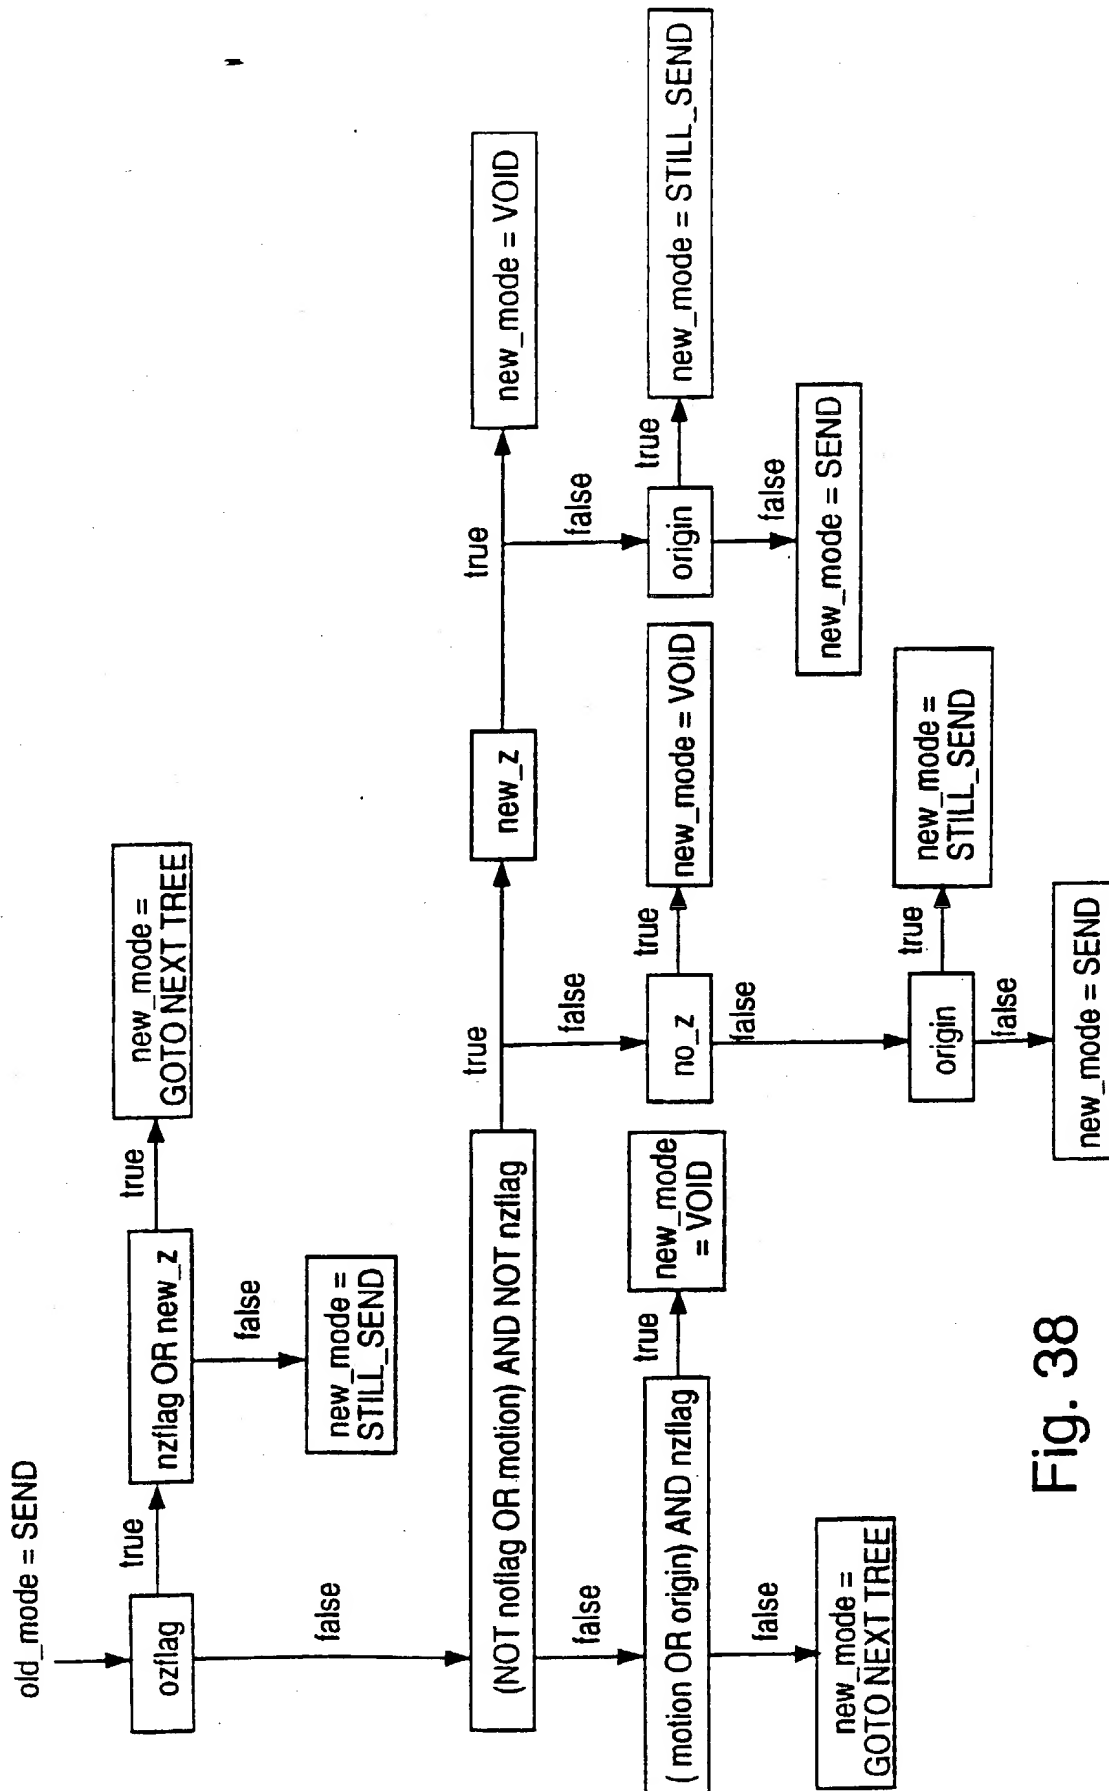 old_mode = SEND
ozflag
true
nzflag OR new_z
true
new_mode =
GOTO NEXT TREE
false
new_mode =
STILL_SEND
false
(NOT noflag OR motion) AND NOT nzflag
true
new_z
true
new_mode = VOID
false
origin
true
new_mode = STILL_SEND
false
new_mode = SEND
false
no_z
true
new_mode = VOID
false
origin
true
new_mode =
STILL_SEND
false
new_mode = SEND
false
( motion OR origin) AND nzflag
true
new_mode
= VOID
false
new_mode =
GOTO NEXT TREE
Fig. 38